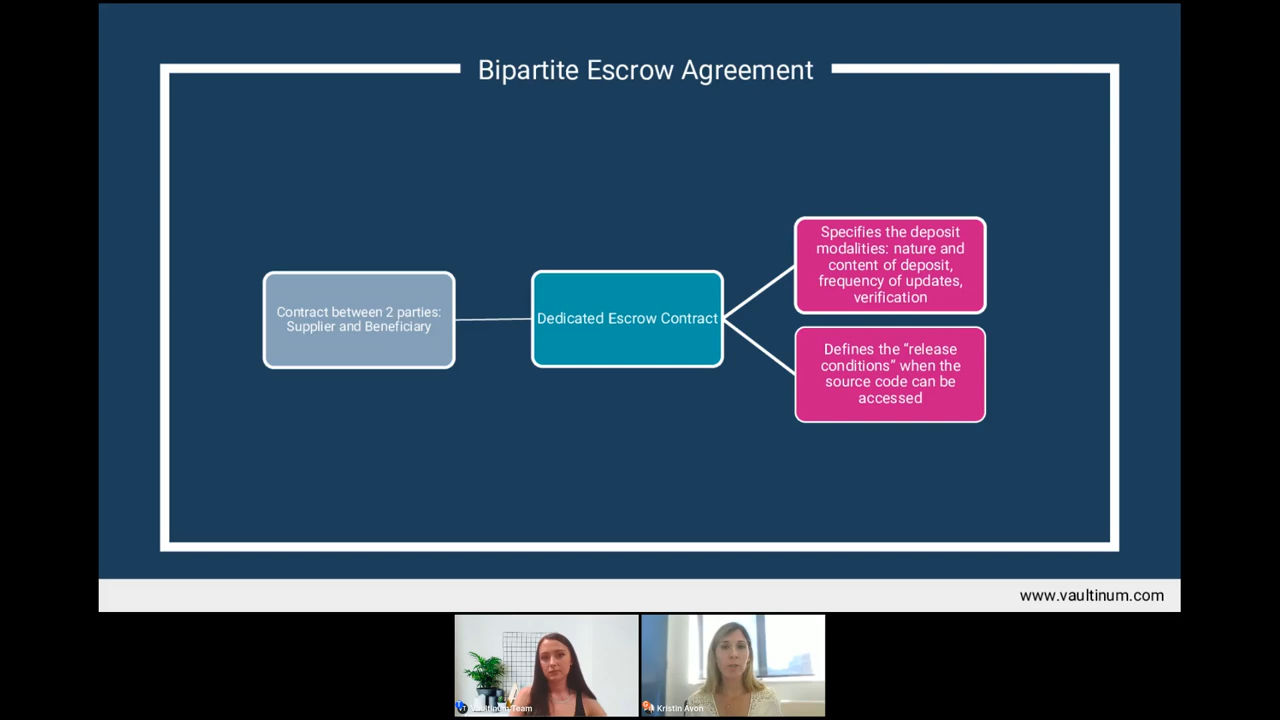 Bipartite Escrow Agreement
Contract between 2 parties:
Supplier and Beneficiary
Dedicated Escrow Contract
Specifies the deposit
modalities: nature and
content of deposit,
frequency of updates,
verification
Defines the “release
conditions” when the
source code can be
accessed
www.vaultinum.com
Vaultinum Team
Kristin Avon